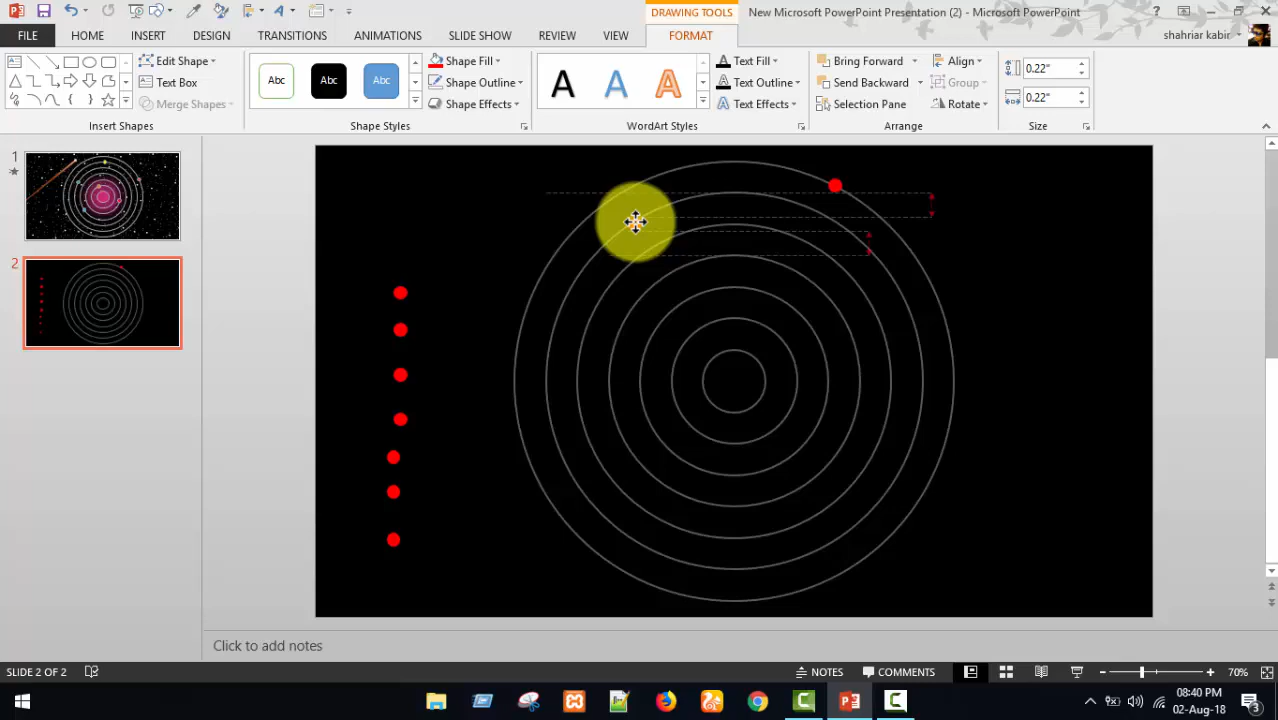 DRAWING TOOLS
New Microsoft PowerPoint Presentation (2) - Microsoft PowerPoint
FILE HOME INSERT DESIGN TRANSITIONS ANIMATIONS SLIDE SHOW REVIEW VIEW FORMAT
shahriar kabir
Edit Shape
Text Box
Merge Shapes
Insert Shapes
Abc Abc Abc
Shape Fill
Shape Outline
Shape Effects
Shape Styles
A A A
Text Fill
Text Outline
Text Effects
WordArt Styles
Bring Forward
Send Backward
Selection Pane
Align
Group
Rotate
Arrange
0.22"
0.22"
Size
1
2
Click to add notes
SLIDE 2 OF 2
NOTES
COMMENTS
70%
08:40 PM
02-Aug-18
3